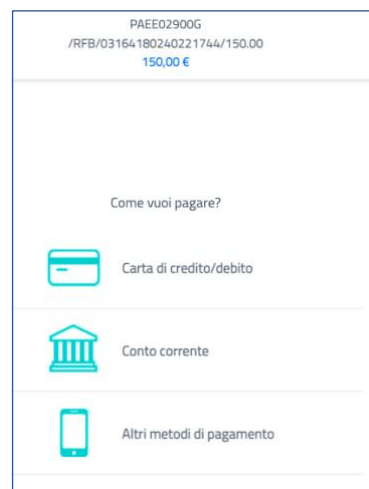 PAEE02900G
/RFB/03164180240221744/150.00
150,00 €
Come vuoi pagare?
Carta di credito/debito
Conto corrente
Altri metodi di pagamento